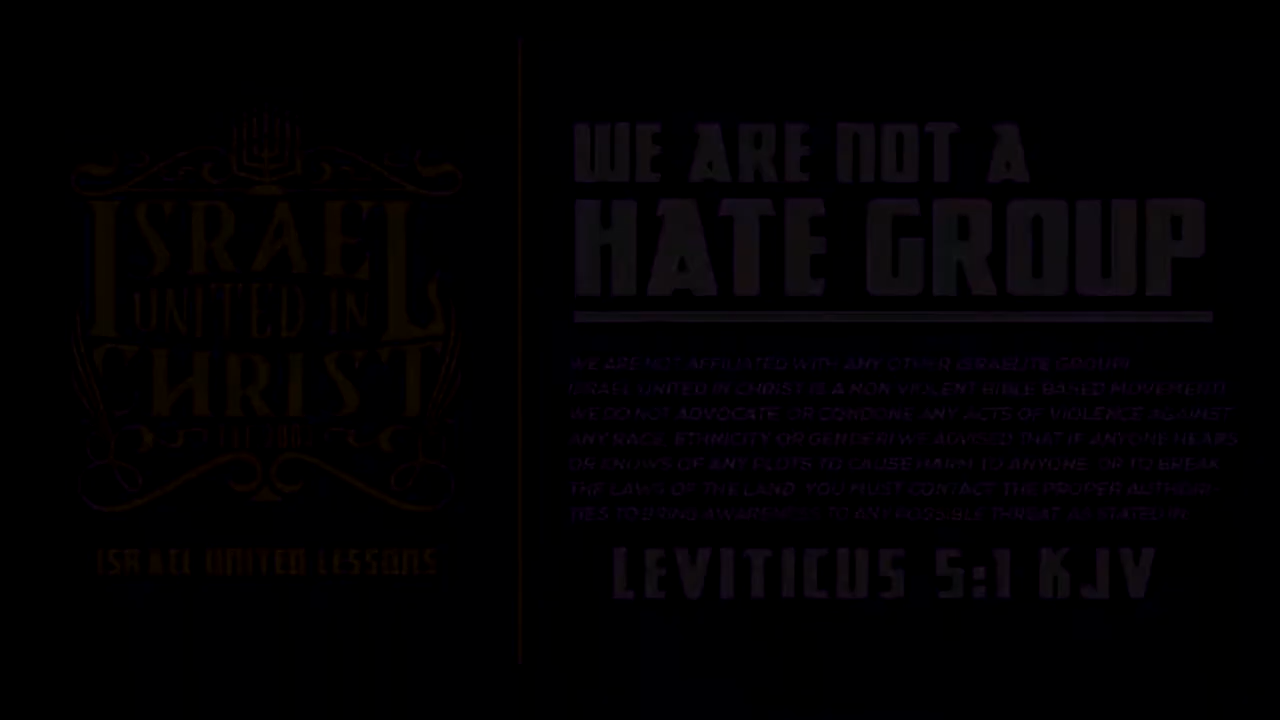 ISRAEL
UNITED IN
CHRIST
ISRAEL UNITED LESSONS
WE ARE NOT A
HATE GROUP
WE ARE NOT AFFILIATED WITH ANY OTHER ISRAELITE GROUP!
ISRAEL UNITED IN CHRIST IS A NON VIOLENT BIBLE BASED MOVEMENT!
WE DO NOT ADVOCATE OR CONDONE ANY ACTS OF VIOLENCE AGAINST
ANY RACE, ETHNICITY OR GENDER! WE ADVISED THAT IF ANYONE HEARS
OR KNOWS OF ANY PLOTS TO CAUSE HARM TO ANYONE, OR TO BREAK
THE LAWS OF THE LAND, YOU MUST CONTACT THE PROPER AUTHORI-
TIES TO BRING AWARENESS TO ANY POSSIBLE THREAT. AS STATED IN
LEVITICUS 5:1 KJV